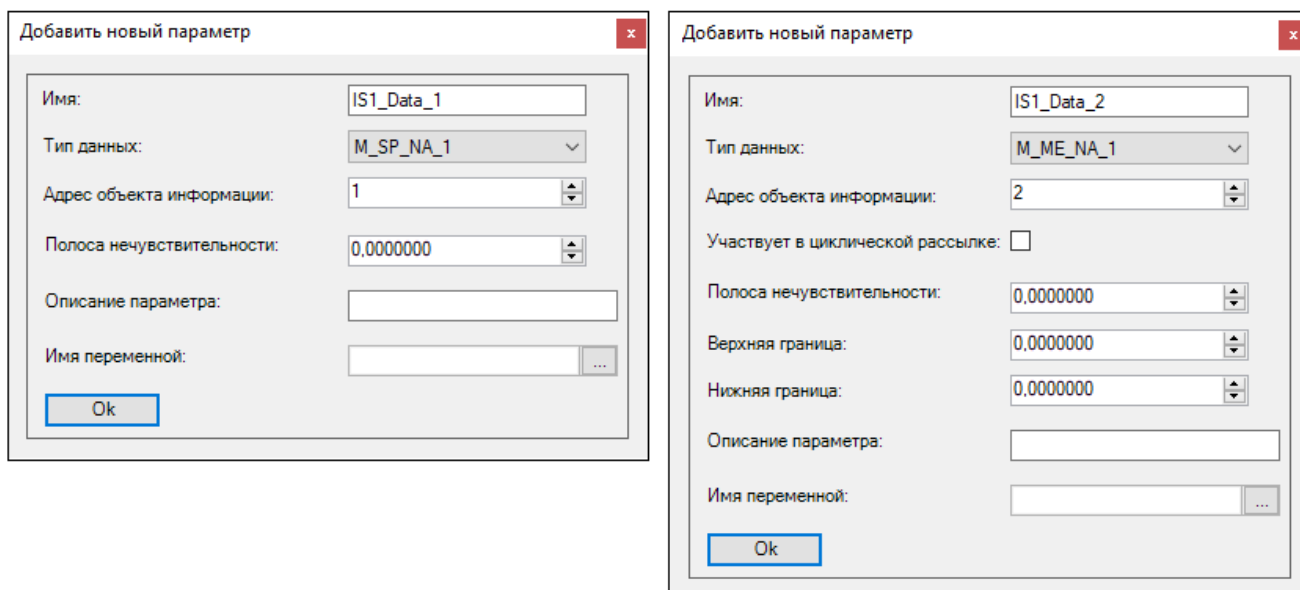 Добавить новый параметр
x
Имя:
IS1_Data_1
Тип данных:
M_SP_NA_1
Адрес объекта информации:
1
Полоса нечувствительности:
0,0000000
Описание параметра:
Имя переменной:
...
Ok
Добавить новый параметр
x
Имя:
IS1_Data_2
Тип данных:
M_ME_NA_1
Адрес объекта информации:
2
Участвует в циклической рассылке:
Полоса нечувствительности:
0,0000000
Верхняя граница:
0,0000000
Нижняя граница:
0,0000000
Описание параметра:
Имя переменной:
...
Ok